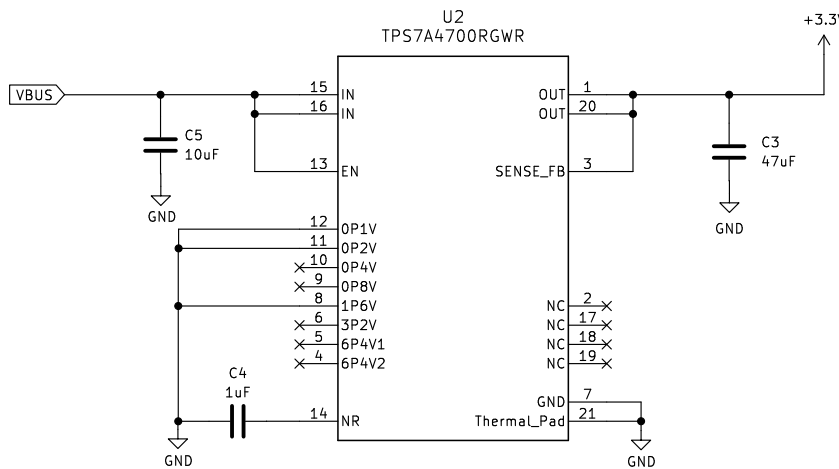 U2
TPS7A4700RGWR
+3.3V
VBUS
15 IN
16 IN
13 EN
12 0P1V
11 0P2V
10 0P4V
9 0P8V
8 1P6V
6 3P2V
5 6P4V1
4 6P4V2
14 NR
OUT 1
OUT 20
SENSE_FB 3
NC 2
NC 17
NC 18
NC 19
GND 7
Thermal_Pad 21
C5
10uF
GND
C3
47uF
GND
C4
1uF
GND
GND